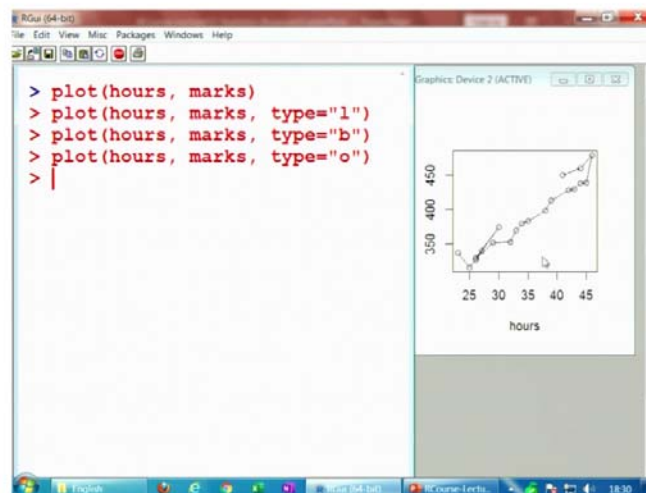 RGui (64-bit)
File Edit View Misc Packages Windows Help
> plot(hours, marks)
> plot(hours, marks, type="l")
> plot(hours, marks, type="b")
> plot(hours, marks, type="o")
>
Graphics: Device 2 (ACTIVE)
450
400
350
25 30 35 40 45
hours
English
RGui (64-bit)
RCourse-Lectu...
18:30